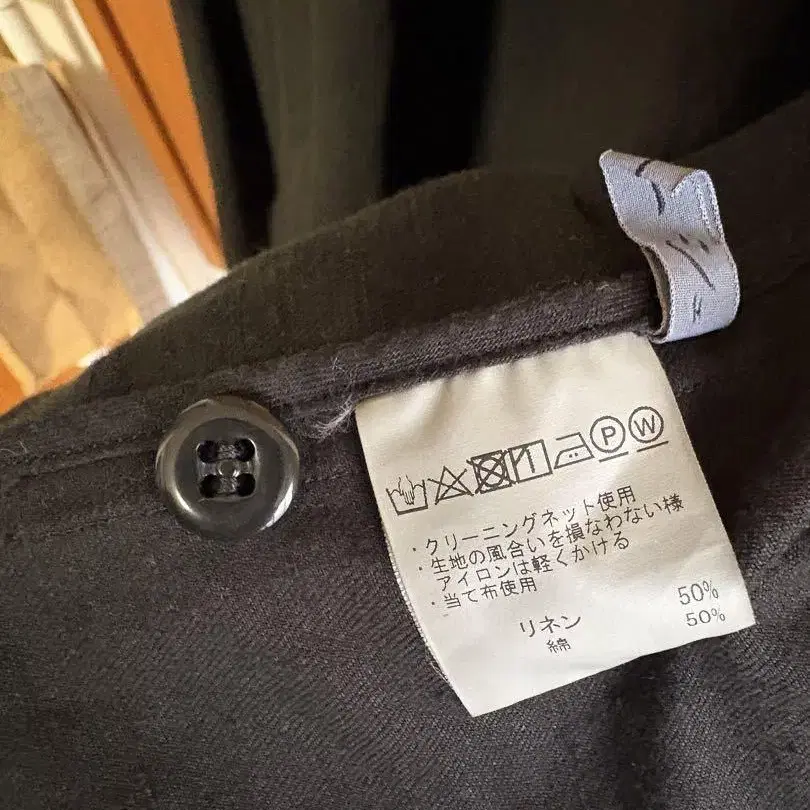 P W
・クリーニングネット使用
・生地の風合いを損なわない様
アイロンは軽くかける
・当て布使用
リネン 50%
綿 50%